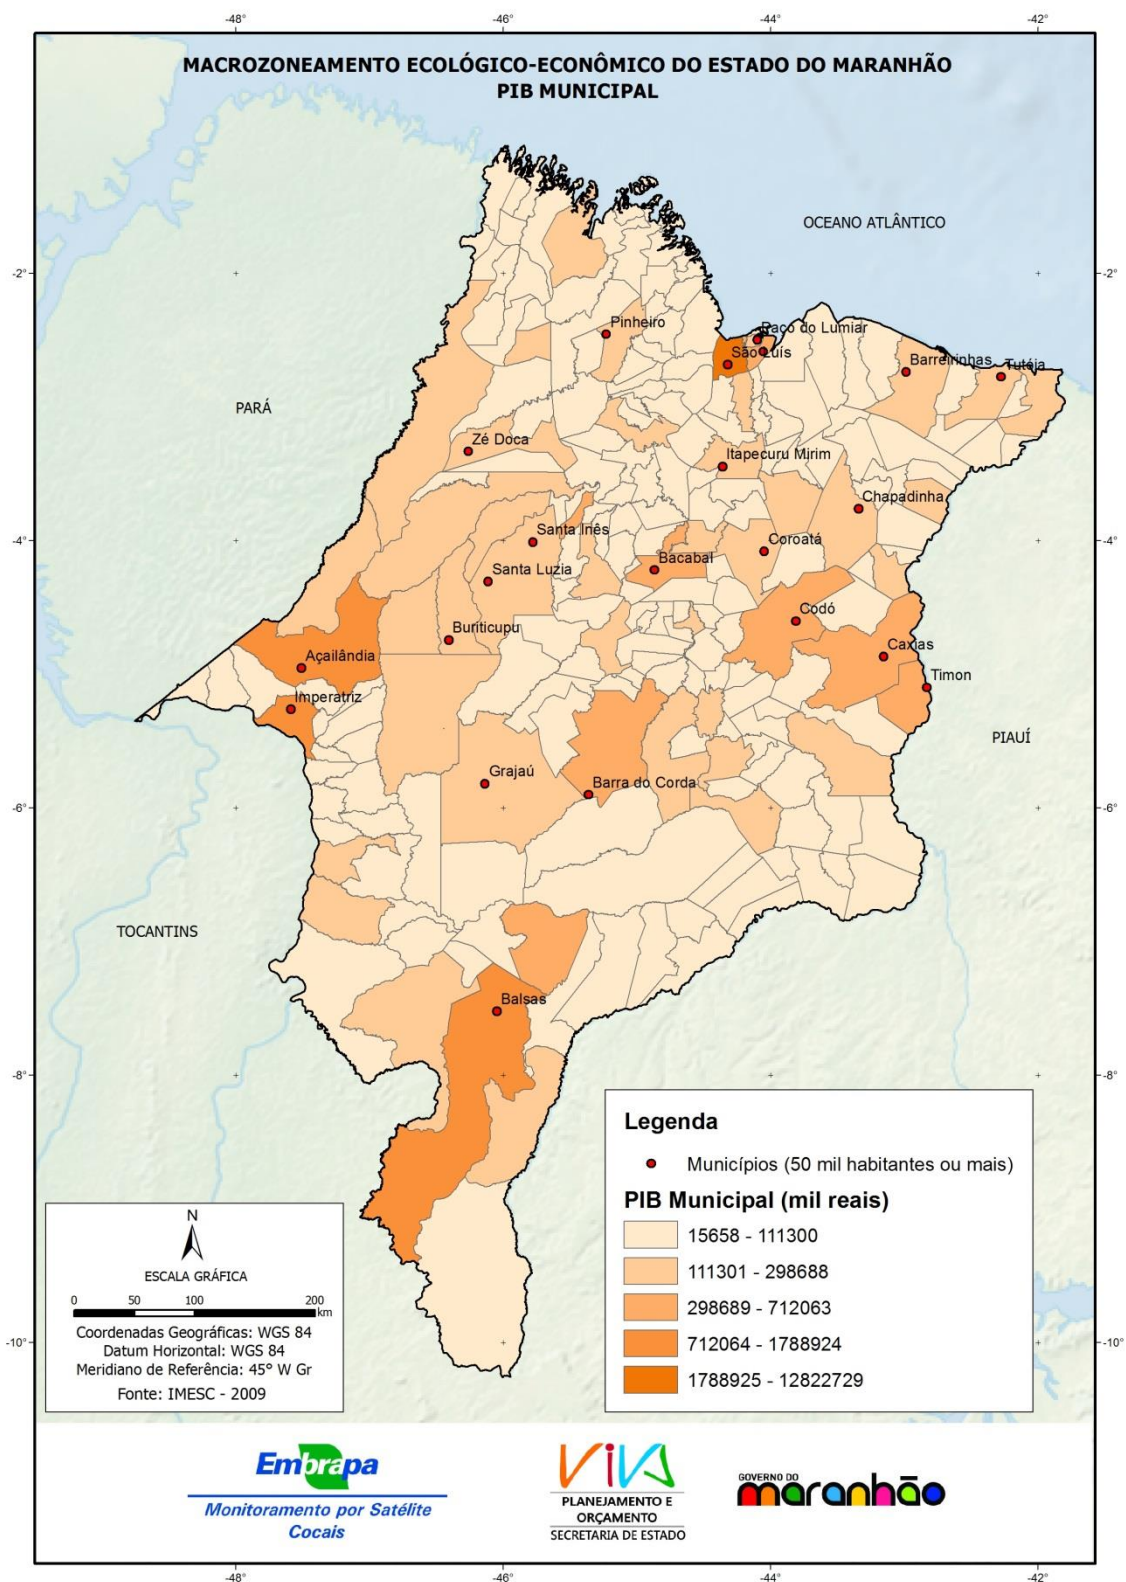 -48°
-46°
-44°
-42°
MACROZONEAMENTO ECOLÓGICO-ECONÔMICO DO ESTADO DO MARANHÃO
PIB MUNICIPAL
OCEANO ATLÂNTICO
-2°
-2°
Pinheiro
Paço do Lumiar
São Luís
Barreirinhas
Tutóia
PARÁ
Zé Doca
Itapecuru Mirim
Chapadinha
Santa Inês
-4°
-4°
Coroatá
Bacabal
Santa Luzia
Codó
Buriticupu
Caxias
Açailândia
Timon
Imperatriz
PIAUÍ
Grajaú
Barra do Corda
-6°
-6°
TOCANTINS
Balsas
-8°
-8°
Legenda
Municípios (50 mil habitantes ou mais)
PIB Municipal (mil reais)
15658 - 111300
111301 - 298688
298689 - 712063
712064 - 1788924
1788925 - 12822729
N
ESCALA GRÁFICA
0 50 100 200
km
Coordenadas Geográficas: WGS 84
Datum Horizontal: WGS 84
Meridiano de Referência: 45° W Gr
Fonte: IMESC - 2009
-10°
-10°
Embrapa
Monitoramento por Satélite
Cocais
VIVA
PLANEJAMENTO E
ORÇAMENTO
SECRETARIA DE ESTADO
GOVERNO DO
maranhão
-48°
-46°
-44°
-42°